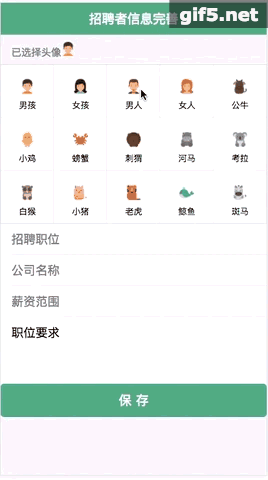 招聘者信息完善
gif5.net
已选择头像
男孩 女孩 男人 女人 公牛
小鸡 螃蟹 刺猬 河马 考拉
白猴 小猪 老虎 鲸鱼 斑马
招聘职位
公司名称
薪资范围
职位要求
保存